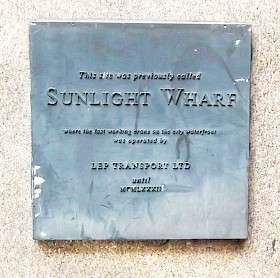 This site was previously called
SUNLIGHT WHARF
where the last working crane on the city waterfront
was operated by
LEP TRANSPORT LTD
until
MCMLXXXII